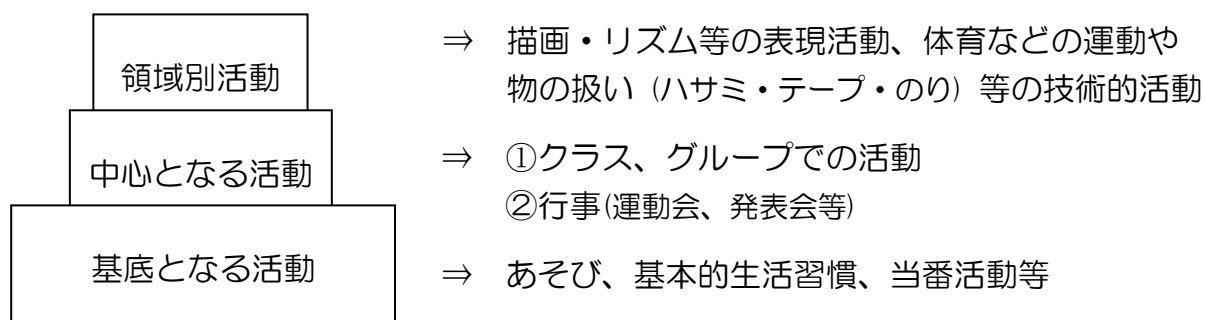 領域別活動
⇒ 描画・リズム等の表現活動、体育などの運動や
物の扱い (ハサミ・テープ・のり) 等の技術的活動
中心となる活動
⇒ ①クラス、グループでの活動
②行事(運動会、発表会等)
基底となる活動
⇒ あそび、基本的生活習慣、当番活動等